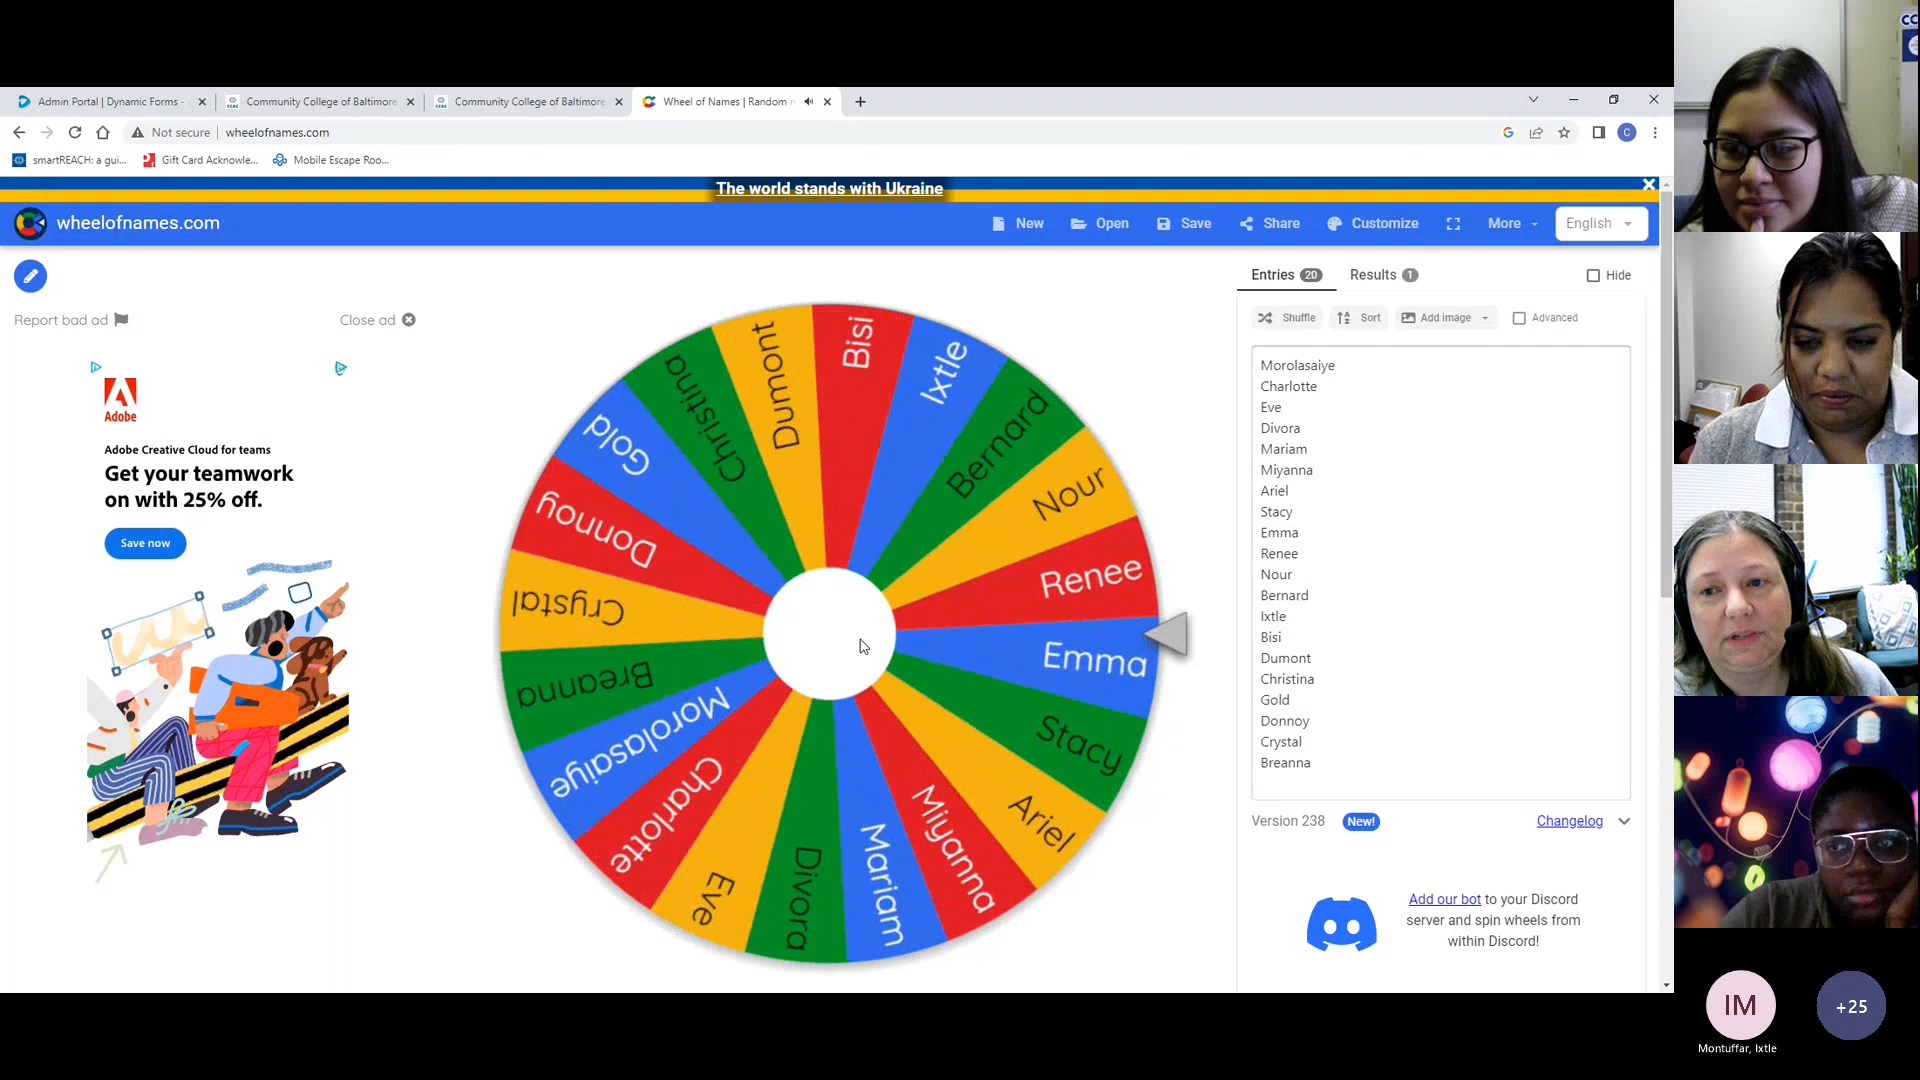 Admin Portal | Dynamic Forms -
Community College of Baltimore
Community College of Baltimore
Wheel of Names | Random n
Not secure
wheelofnames.com
smartREACH: a gui...
Gift Card Acknowle...
Mobile Escape Roo...
The world stands with Ukraine
wheelofnames.com
New
Open
Save
Share
Customize
More
English
Report bad ad
Close ad
Adobe
Adobe Creative Cloud for teams
Get your teamwork
on with 25% off.
Save now
Bisi
Ixtle
Bernard
Nour
Renee
Emma
Stacy
Ariel
Miyanna
Mariam
Divora
Eve
Charlotte
Morolasaiye
Breanna
Crystal
Donnoy
Gold
Christina
Dumont
Entries 20
Results 1
Hide
Shuffle
Sort
Add image
Advanced
Morolasaiye
Charlotte
Eve
Divora
Mariam
Miyanna
Ariel
Stacy
Emma
Renee
Nour
Bernard
Ixtle
Bisi
Dumont
Christina
Gold
Donnoy
Crystal
Breanna
Version 238
New!
Changelog
Add our bot to your Discord
server and spin wheels from
within Discord!
C
IM
Montuffar, Ixtle
+25